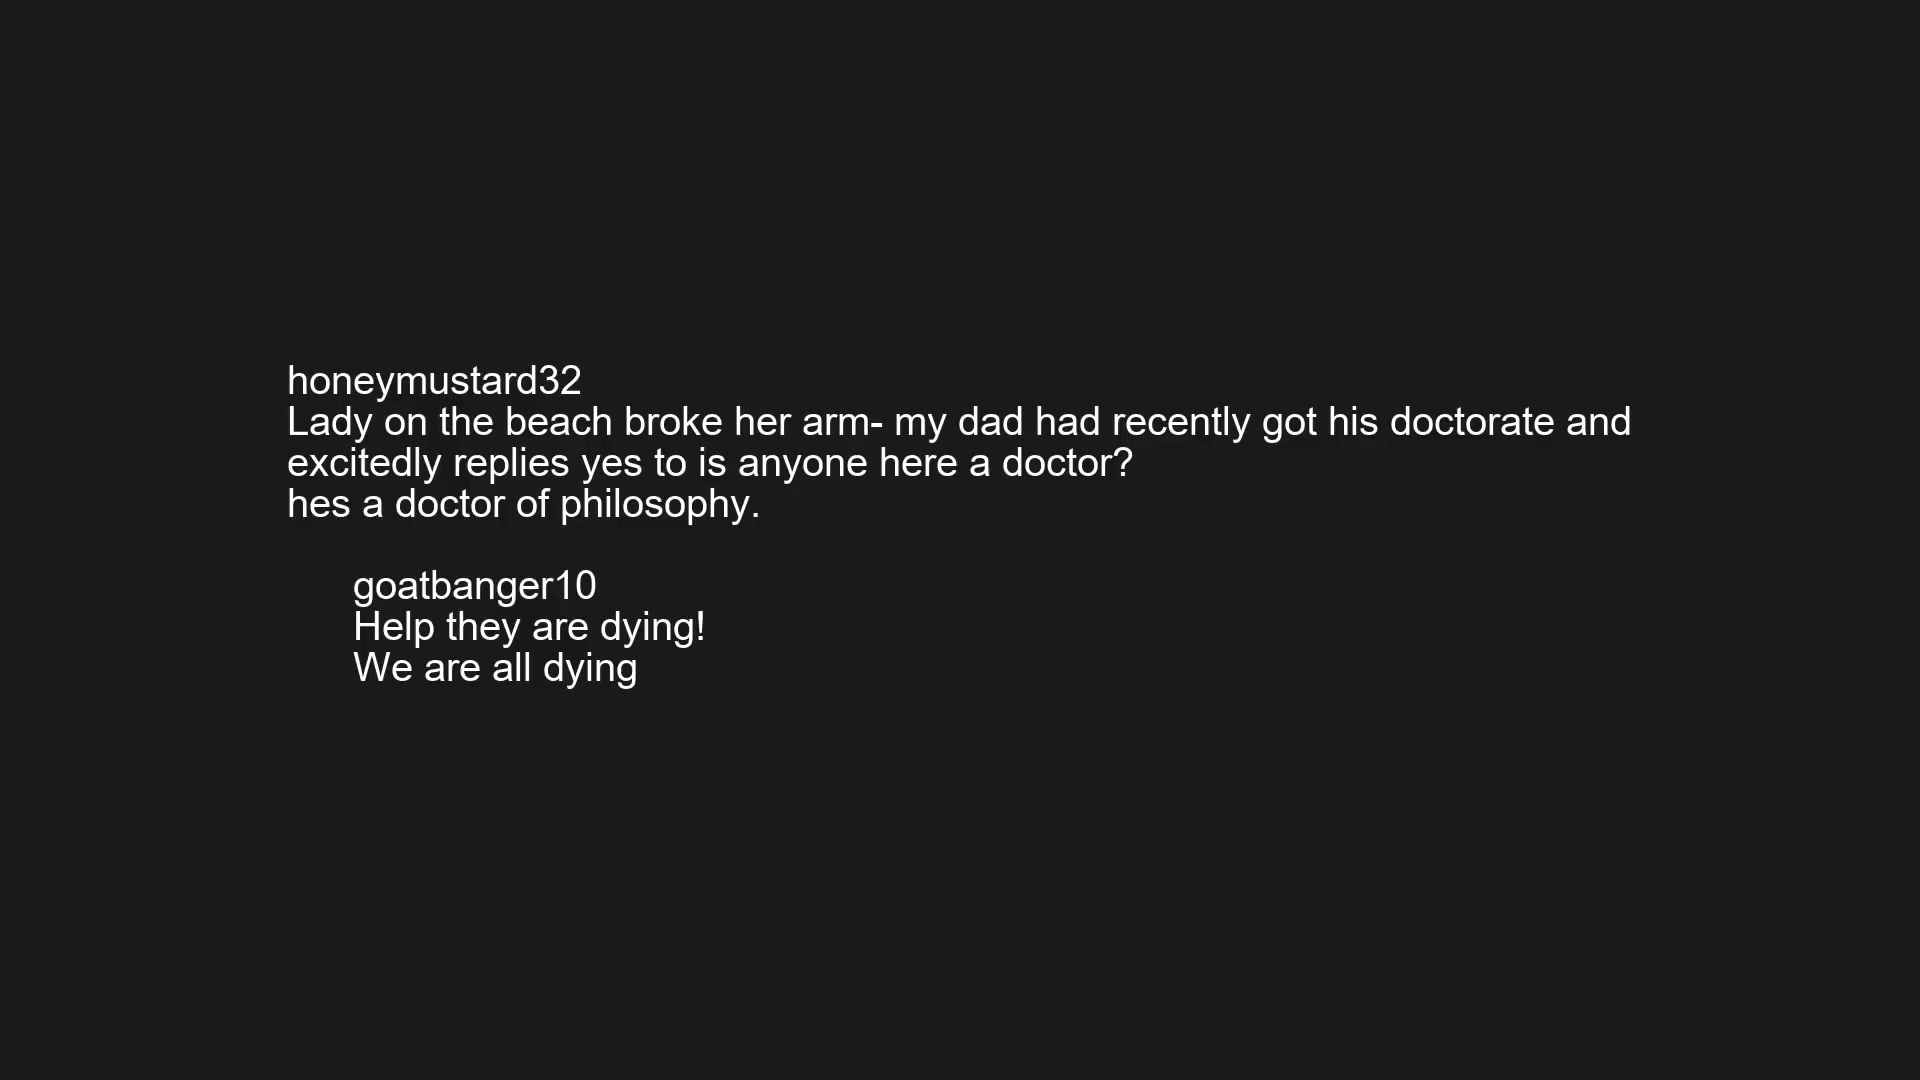 honeymustard32
Lady on the beach broke her arm- my dad had recently got his doctorate and
excitedly replies yes to is anyone here a doctor?
hes a doctor of philosophy.
goatbanger10
Help they are dying!
We are all dying